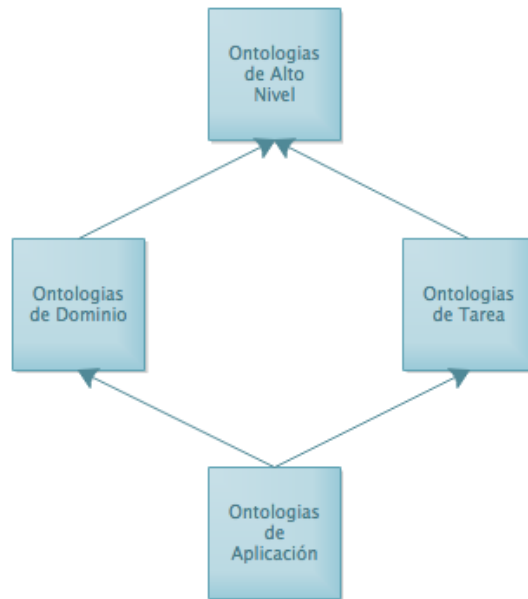 Ontologias
de Alto
Nivel
Ontologias
de Dominio
Ontologias
de Tarea
Ontologias
de
Aplicación